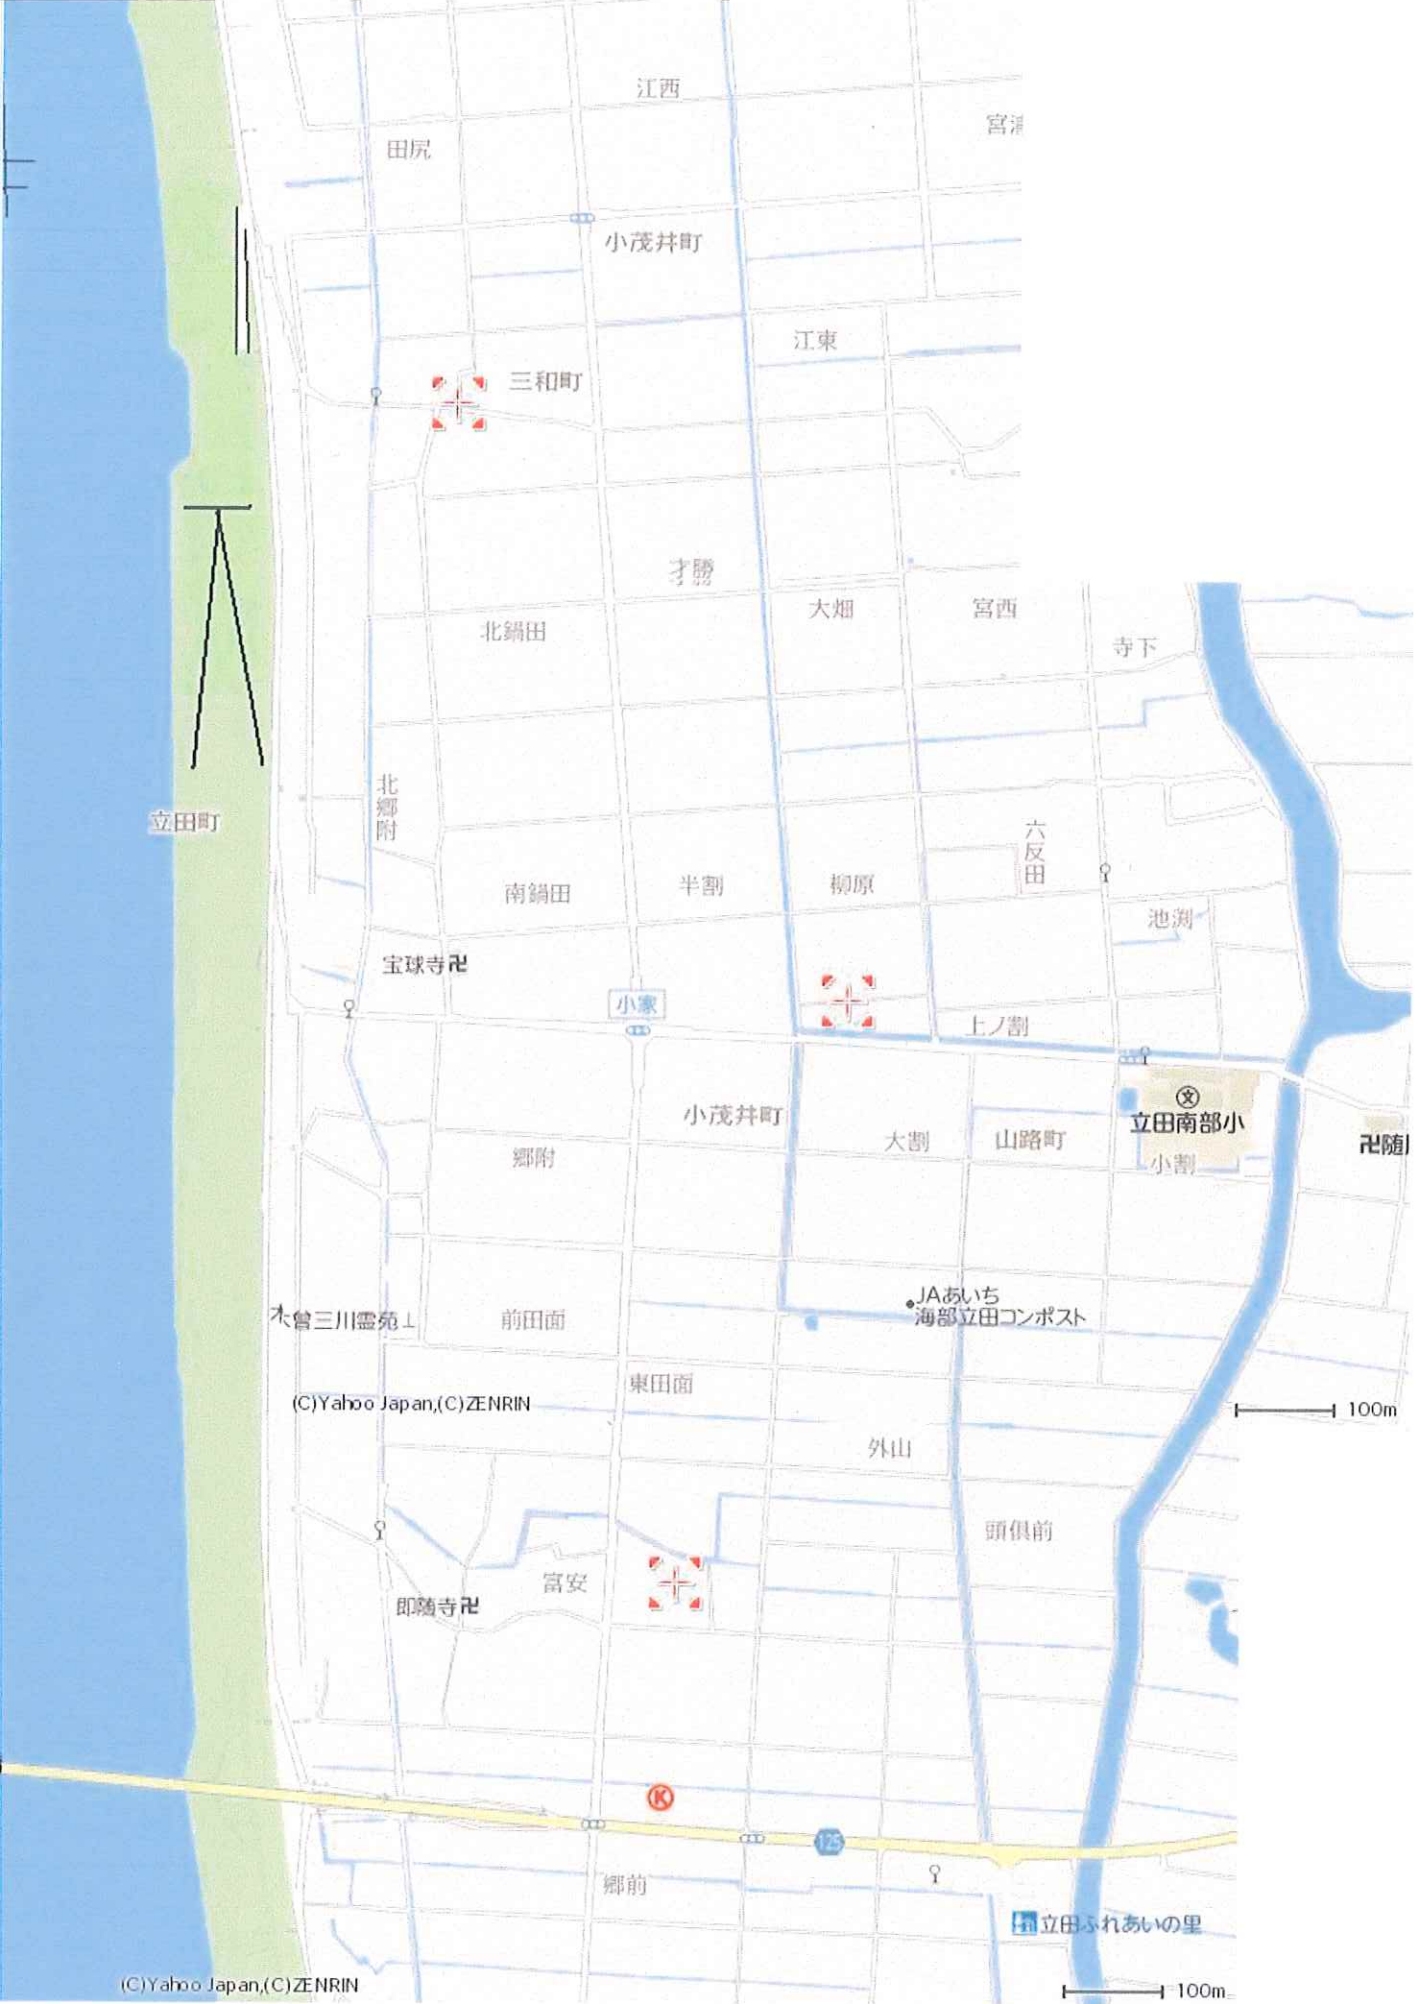 江西
田尻
小茂井町
江東
三和町
才勝
大畑
宮西
北鍋田
寺下
北郷附
立田町
六反田
南鍋田
半割
柳原
池渕
宝球寺卍
小家
上ノ割
小茂井町
文
立田南部小
大割
山路町
郷附
小割
JAあいち
海部立田コンポスト
木曾三川霊苑
前田面
東田面
(C)Yahoo Japan,(C)ZENRIN
100m
外山
頭倶前
富安
即随寺卍
K
125
郷前
立田ふれあいの里
(C)Yahoo Japan,(C)ZENRIN
100m